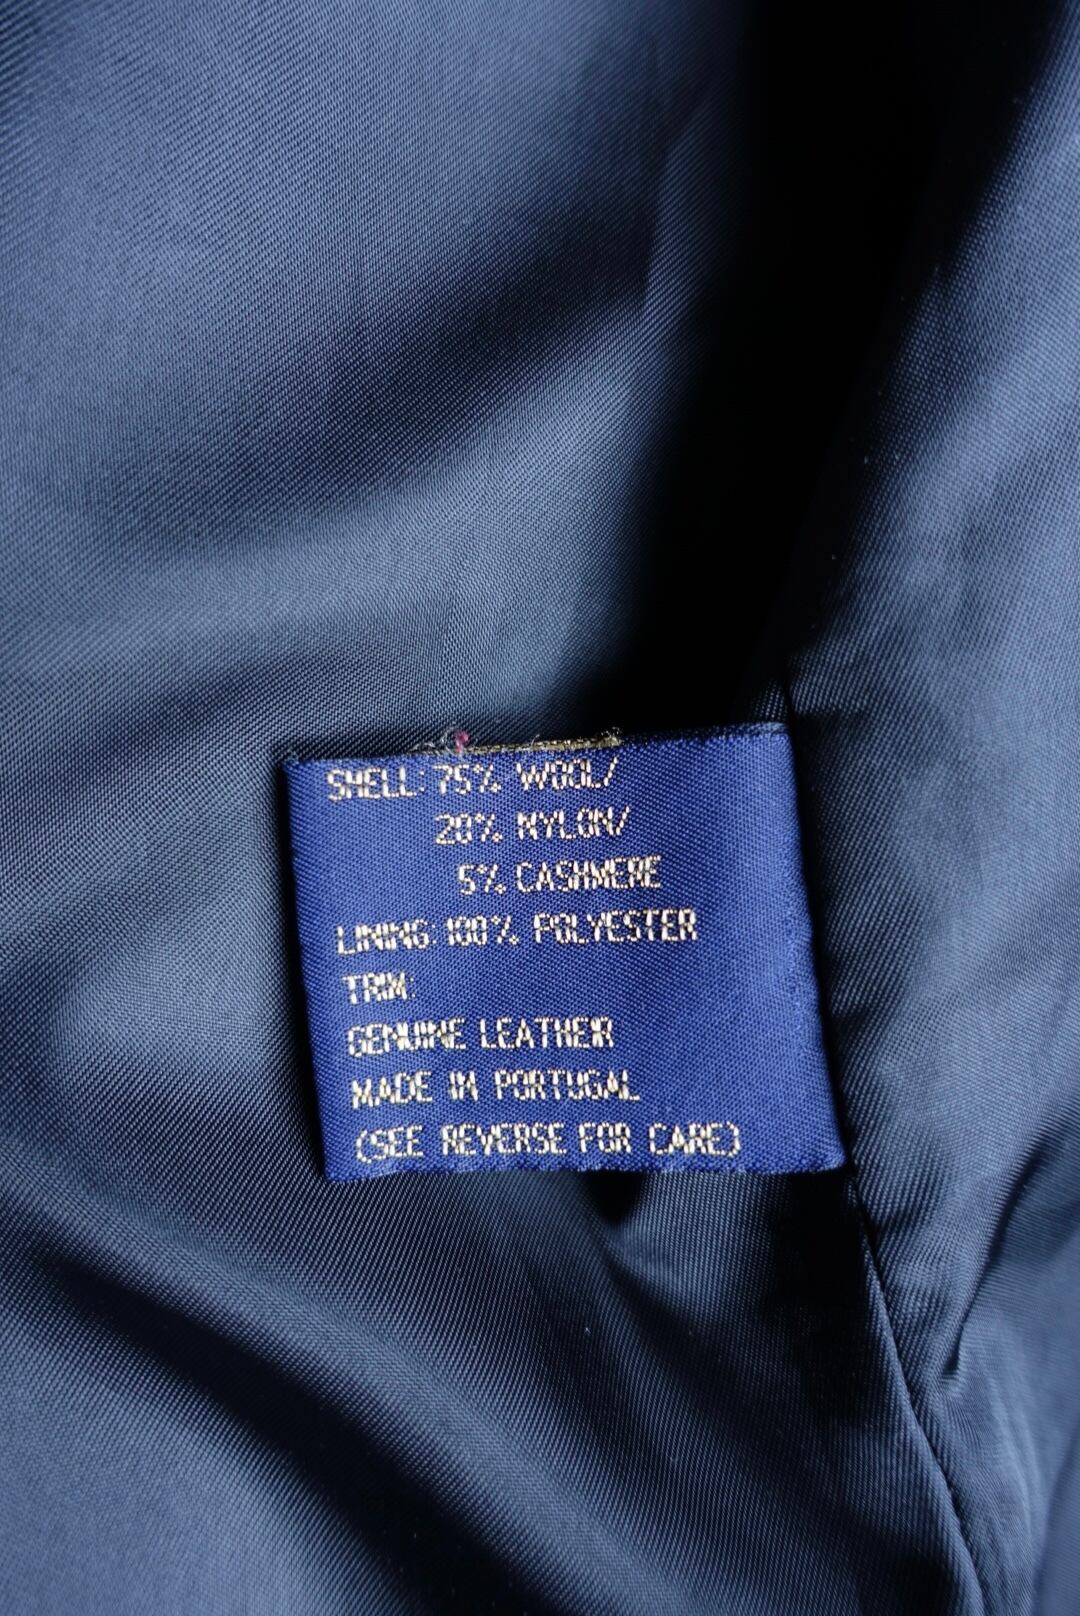 SHELL: 75% WOOL/
20% NYLON/
5% CASHMERE
LINING: 100% POLYESTER
TRIM:
GENUINE LEATHER
MADE IN PORTUGAL
(SEE REVERSE FOR CARE)